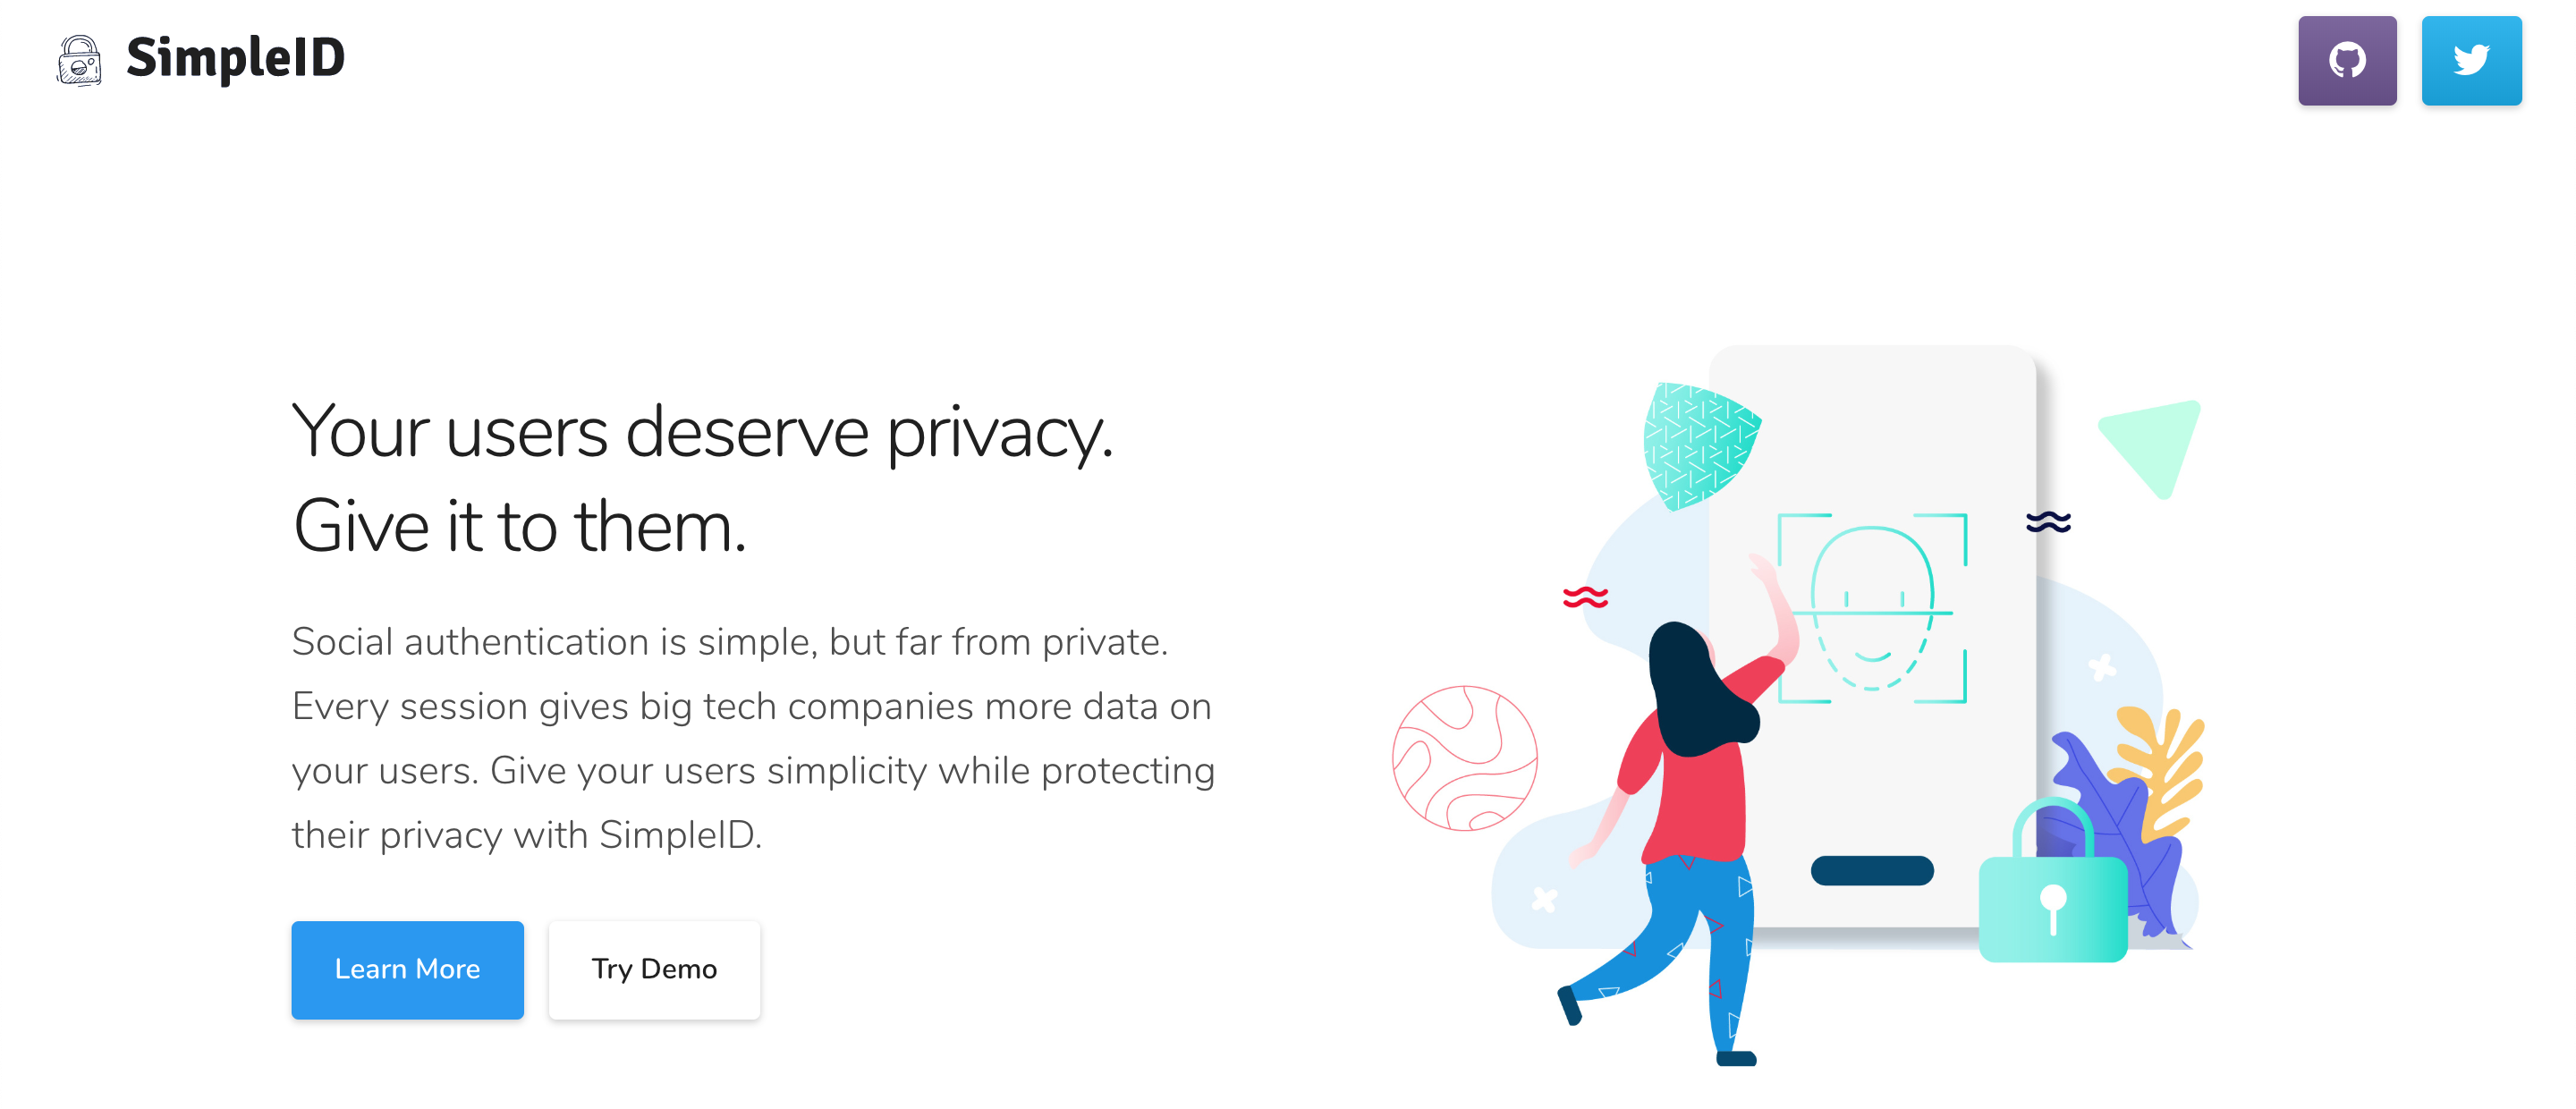 SimpleID
Your users deserve privacy.
Give it to them.
Social authentication is simple, but far from private.
Every session gives big tech companies more data on
your users. Give your users simplicity while protecting
their privacy with SimpleID.
Learn More
Try Demo